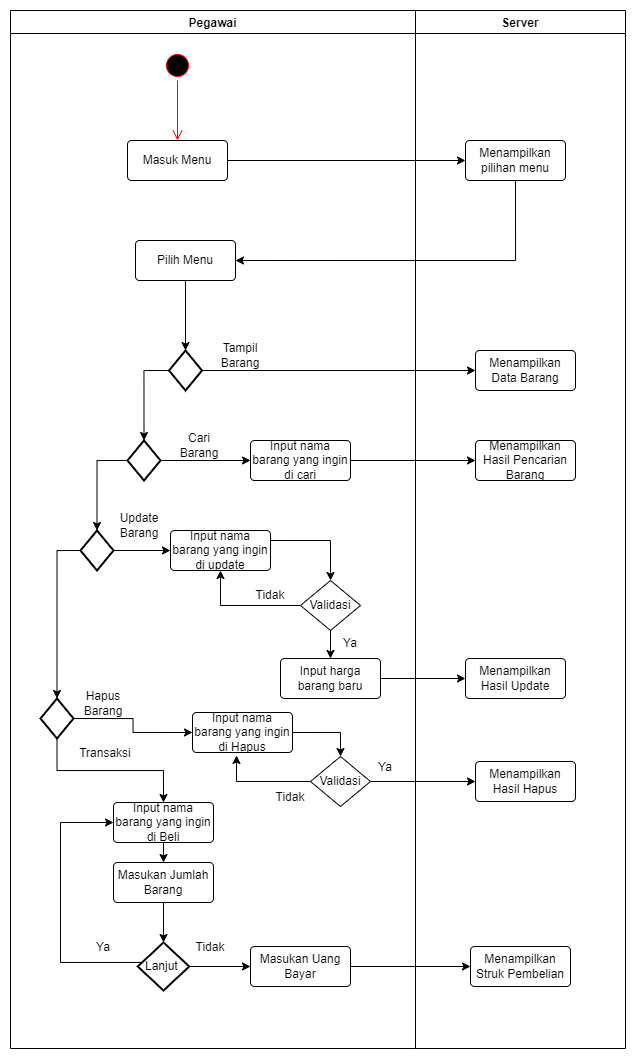 Pegawai
Server
Masuk Menu
Menampilkan
pilihan menu
Pilih Menu
Tampil
Barang
Menampilkan
Data Barang
Cari
Barang
Input nama
barang yang ingin
di cari
Menampilkan
Hasil Pencarian
Barang
Update
Barang
Input nama
barang yang ingin
di update
Tidak
Validasi
Ya
Input harga
barang baru
Menampilkan
Hasil Update
Hapus
Barang
Input nama
barang yang ingin
di Hapus
Validasi
Ya
Tidak
Menampilkan
Hasil Hapus
Transaksi
Input nama
barang yang ingin
di Beli
Masukan Jumlah
Barang
Ya
Lanjut
Tidak
Masukan Uang
Bayar
Menampilkan
Struk Pembelian